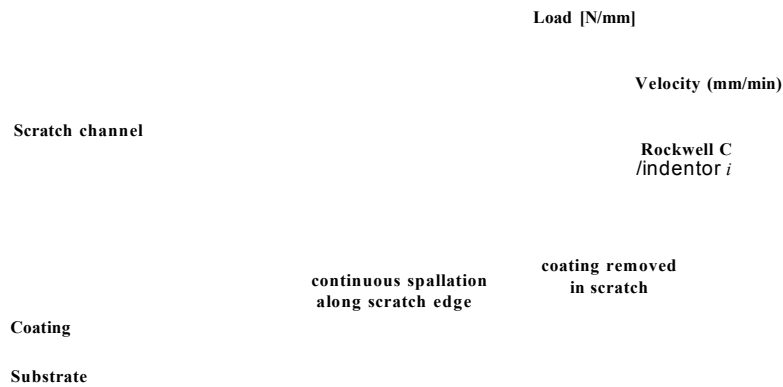 Load [N/mm]
Velocity (mm/min)
Scratch channel
Rockwell C
/indentor i
coating removed
in scratch
continuous spallation
along scratch edge
Coating
Substrate